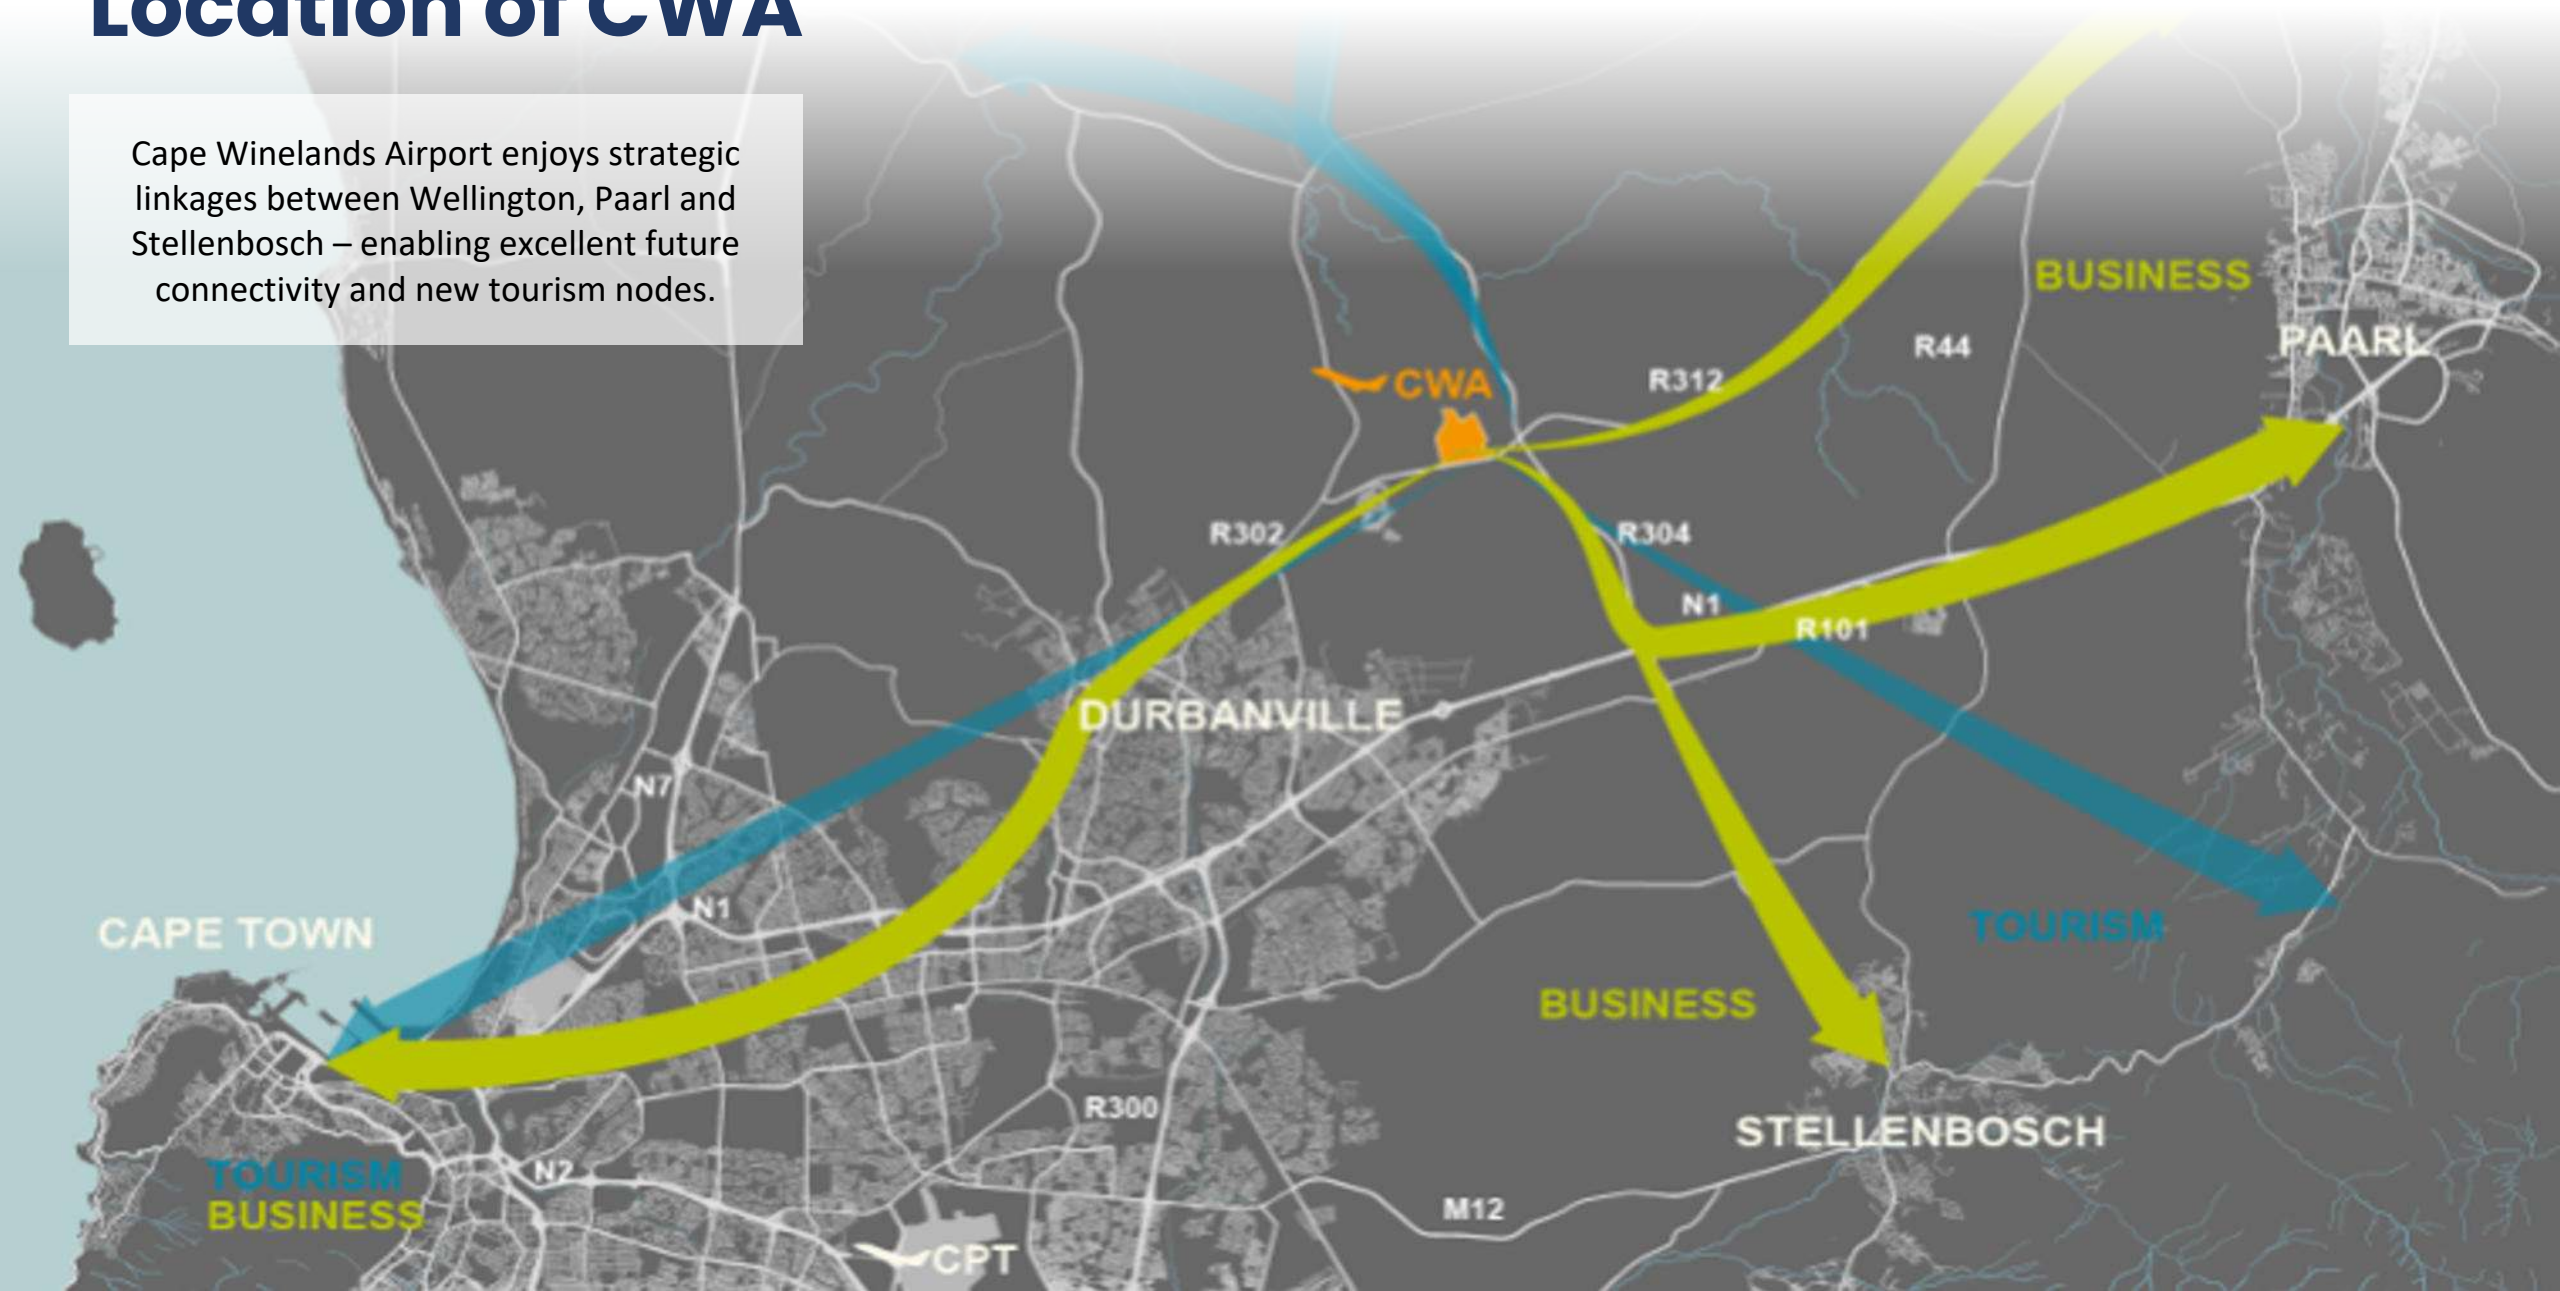 Location of CWA
Cape Winelands Airport enjoys strategic
linkages between Wellington, Paarl and
Stellenbosch – enabling excellent future
connectivity and new tourism nodes.
BUSINESS
PAARL
R44
R312
CWA
R302
R304
N1
R101
DURBANVILLE
N7
N1
CAPE TOWN
TOURISM
BUSINESS
R300
STELLENBOSCH
TOURISM
BUSINESS
N2
M12
CPT